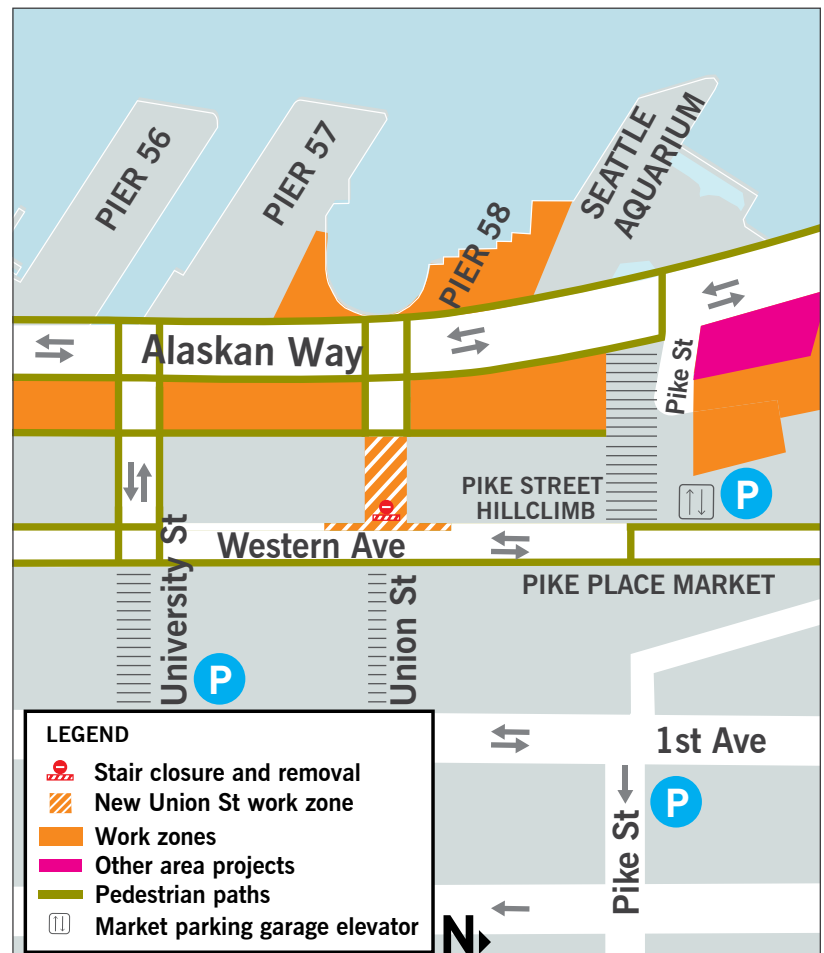 PIER 56
PIER 57
PIER 58
SEATTLE
AQUARIUM
Alaskan Way
Pike St
PIKE STREET
HILLCLIMB
P
Western Ave
University St
Union St
PIKE PLACE MARKET
P
1st Ave
P
Pike St
LEGEND
Stair closure and removal
New Union St work zone
Work zones
Other area projects
Pedestrian paths
Market parking garage elevator
N